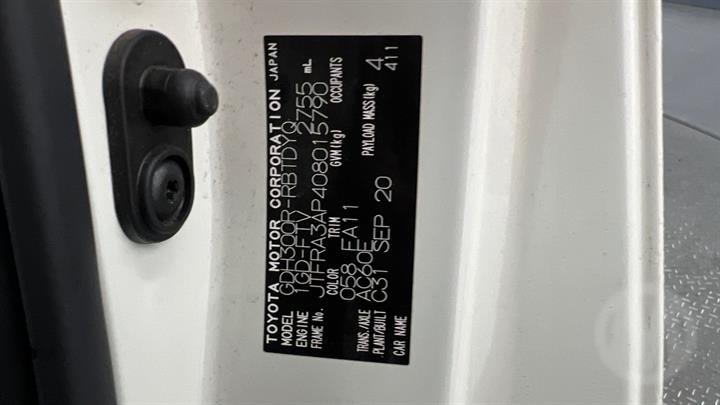 TOYOTA MOTOR CORPORATION JAPAN
MODEL GDH300R-RBTDYQ
ENGINE 1GD-FTV 2755 mL
FRAME No. JTFRA3AP408015790
COLOR TRIM GVM(kg) OCCUPANTS
058 FA11 4
TRANS./AXLE AC60E PAYLOAD MASS(kg) 411
PLANT/BUILT C31 SEP 20
CAR NAME